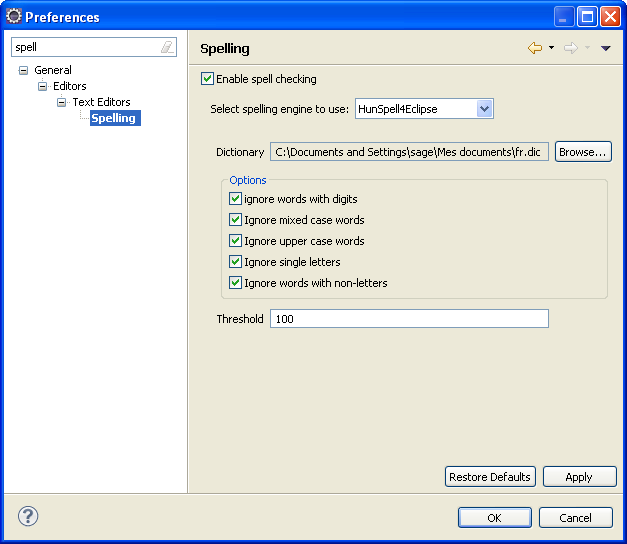 Preferences
spell
General
Editors
Text Editors
Spelling
Spelling
Enable spell checking
Select spelling engine to use: HunSpell4Eclipse
Dictionary C:\Documents and Settings\sage\Mes documents\fr.dic Browse...
Options
ignore words with digits
Ignore mixed case words
Ignore upper case words
Ignore single letters
Ignore words with non-letters
Threshold 100
Restore Defaults Apply
? OK Cancel